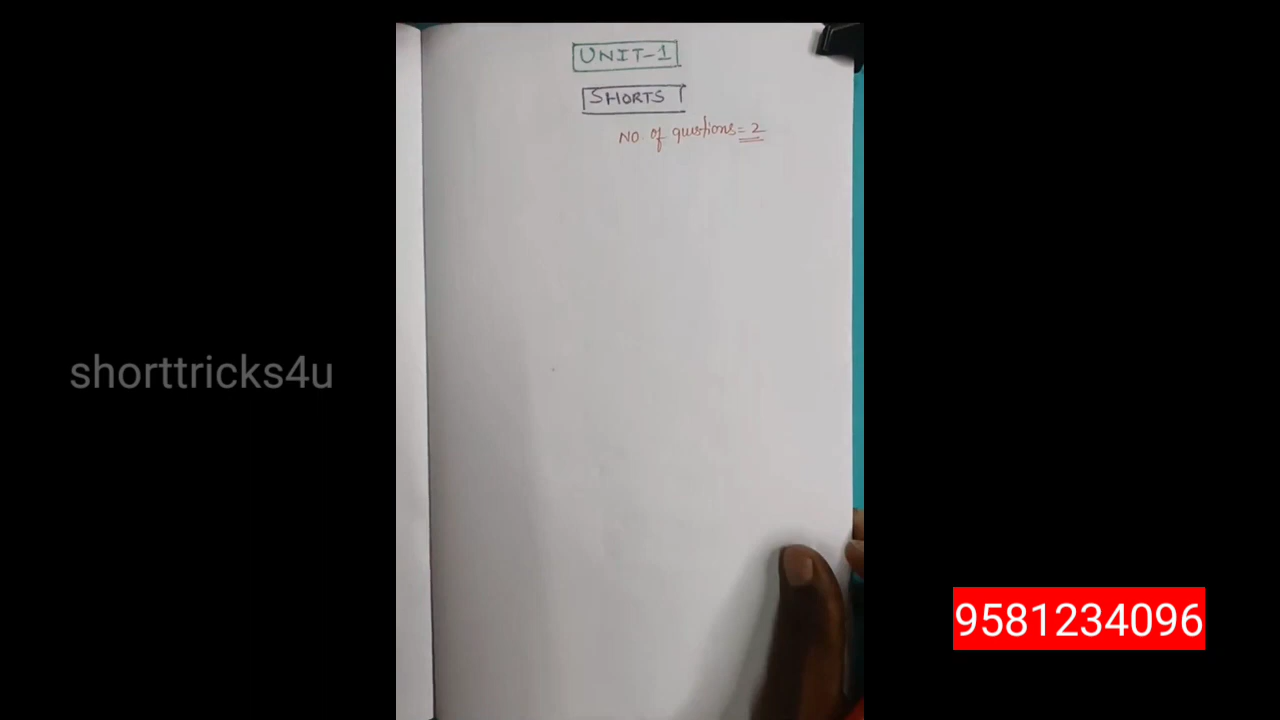 UNIT-1
SHORTS
NO. of questions = 2
shorttricks4u
9581234096